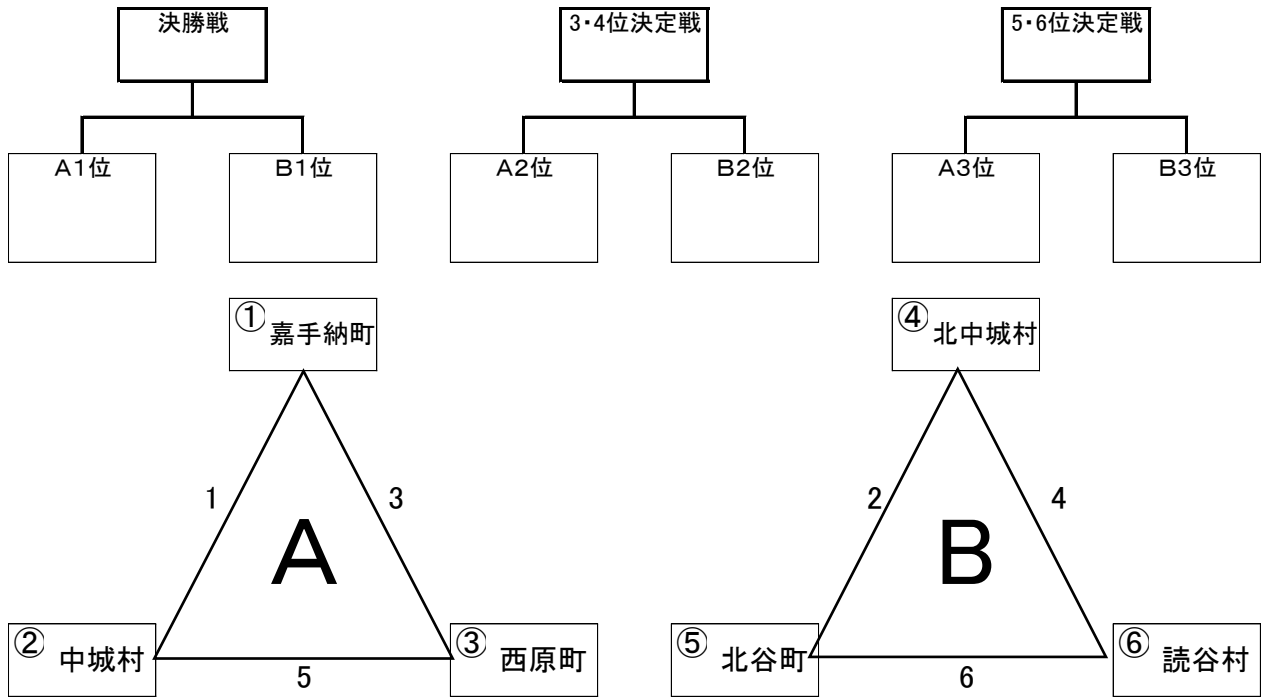 決勝戦
3・4位決定戦
5・6位決定戦
A1位
B1位
A2位
B2位
A3位
B3位
① 嘉手納町
④ 北中城村
1
3
2
4
A
B
② 中城村
③ 西原町
⑤ 北谷町
⑥ 読谷村
5
6